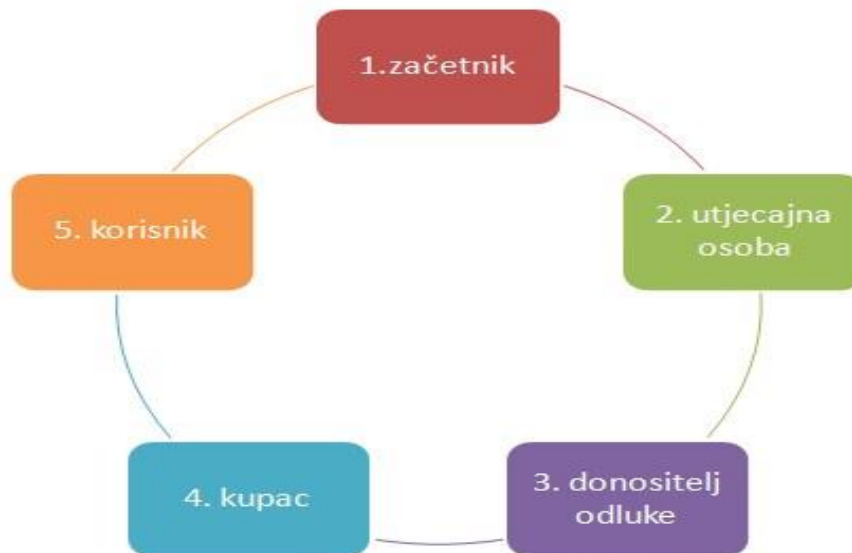 1.začetnik
2. utjecajna
osoba
3. donositelj
odluke
4. kupac
5. korisnik